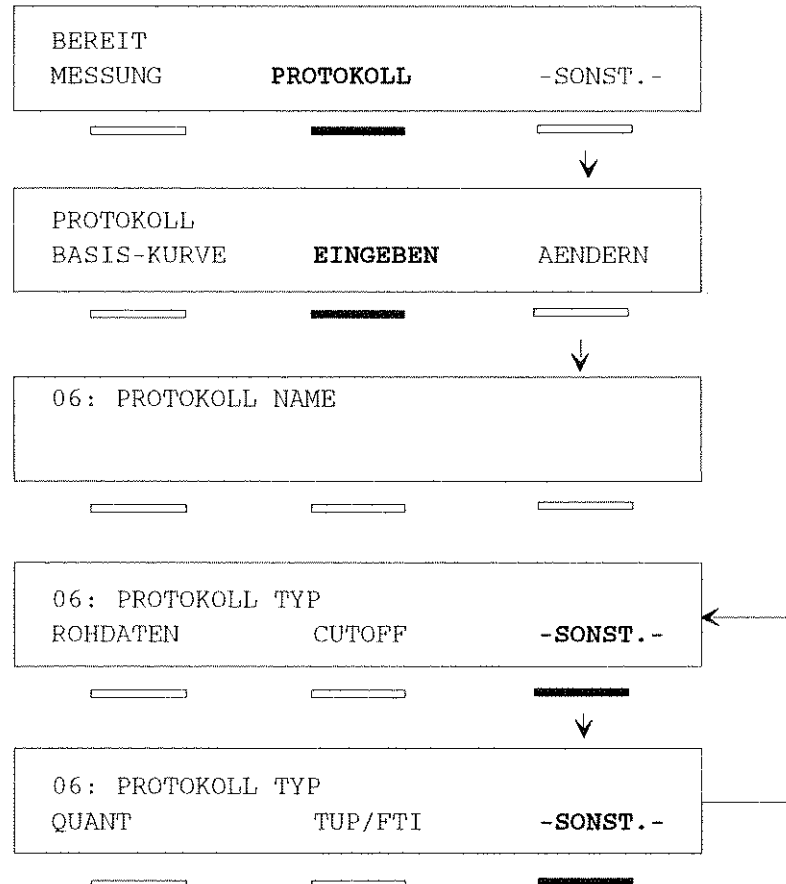 BEREIT
MESSUNG PROTOKOLL -SONST.-
PROTOKOLL
BASIS-KURVE EINGEBEN AENDERN
06: PROTOKOLL NAME
06: PROTOKOLL TYP
ROHDATEN CUTOFF -SONST.-
06: PROTOKOLL TYP
QUANT TUP/FTI -SONST.-